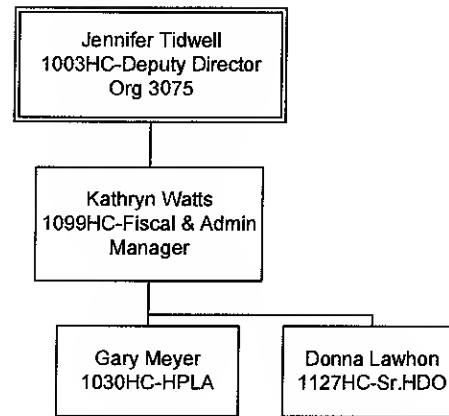 Jennifer Tidwell
1003HC-Deputy Director
Org 3075
Kathryn Watts
1099HC-Fiscal & Admin
Manager
Gary Meyer
1030HC-HPLA
Donna Lawhon
1127HC-Sr.HDO